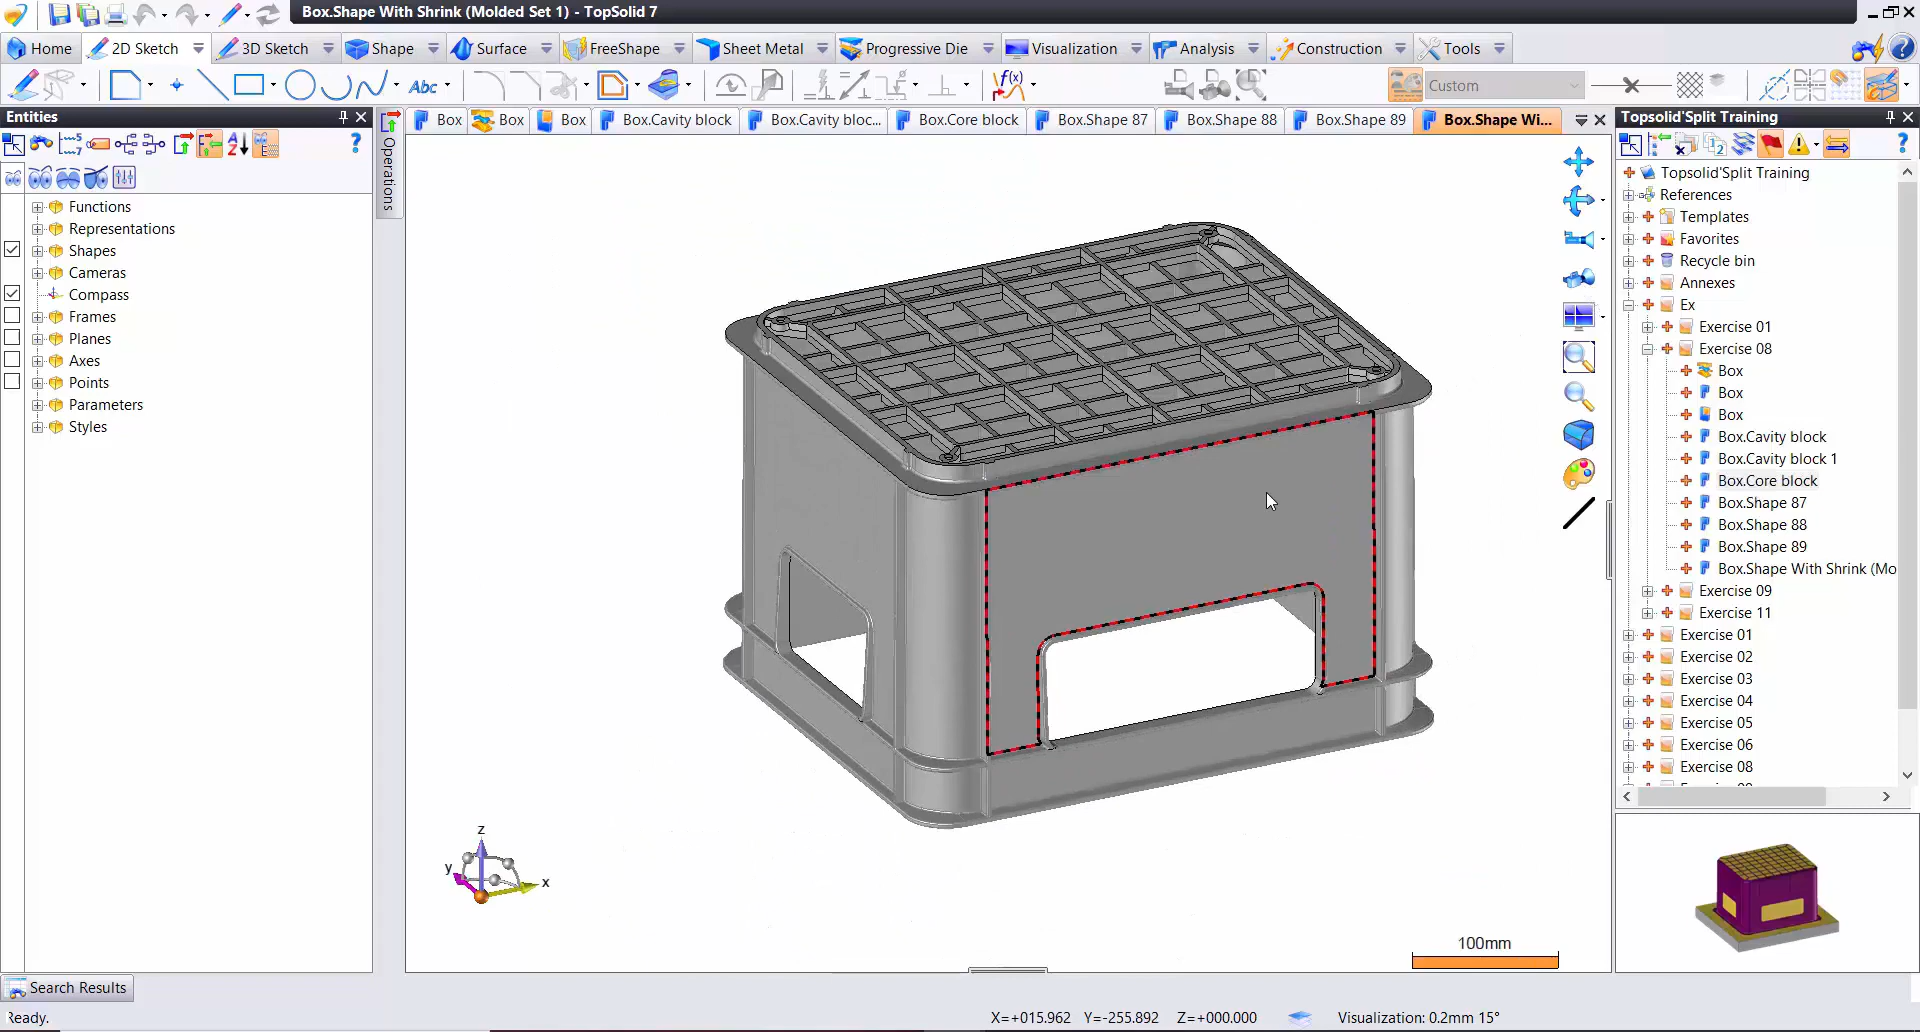 Box.Shape With Shrink (Molded Set 1) - TopSolid 7
Home
2D Sketch
3D Sketch
Shape
Surface
FreeShape
Sheet Metal
Progressive Die
Visualization
Analysis
Construction
Tools
Abc
f(x)
Custom
Entities
Functions
Representations
Shapes
Cameras
Compass
Frames
Planes
Axes
Points
Parameters
Styles
Operations
Box
Box
Box
Box.Cavity block
Box.Cavity bloc...
Box.Core block
Box.Shape 87
Box.Shape 88
Box.Shape 89
Box.Shape Wi...
z
y
x
100mm
Topsolid'Split Training
Topsolid'Split Training
References
Templates
Favorites
Recycle bin
Annexes
Ex
Exercise 01
Exercise 08
Box
Box
Box
Box.Cavity block
Box.Cavity block 1
Box.Core block
Box.Shape 87
Box.Shape 88
Box.Shape 89
Box.Shape With Shrink (Mo
Exercise 09
Exercise 11
Exercise 01
Exercise 02
Exercise 03
Exercise 04
Exercise 05
Exercise 06
Exercise 08
Search Results
Ready.
X=+015.962 Y=-255.892 Z=+000.000
Visualization: 0.2mm 15°